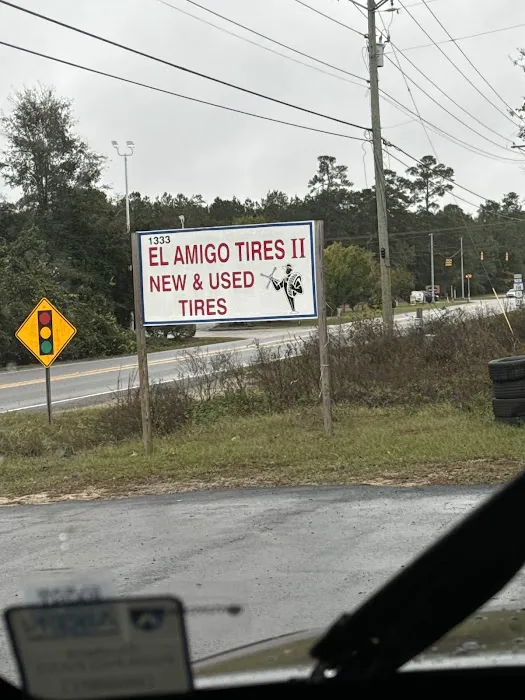 1333
EL AMIGO TIRES II
NEW & USED
TIRES